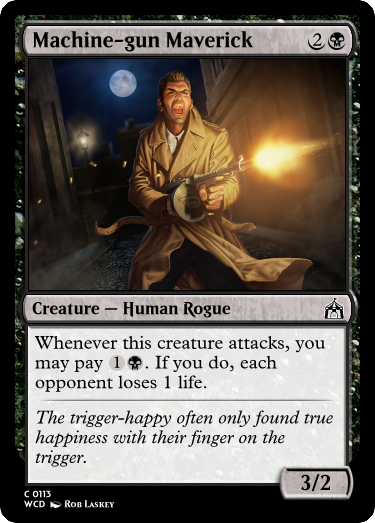 Machine-gun Maverick 2
Creature — Human Rogue
Whenever this creature attacks, you
may pay 1. If you do, each
opponent loses 1 life.
The trigger-happy often only found true
happiness with their finger on the
trigger.
3/2
C 0113
WCD Rob Laskey